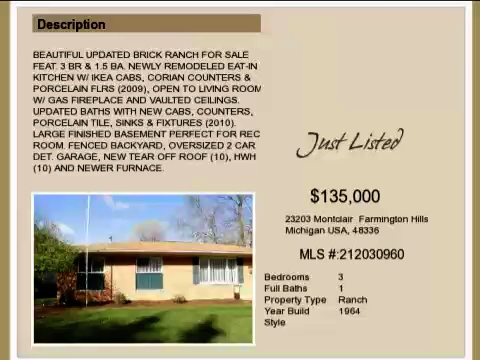 Description
BEAUTIFUL UPDATED BRICK RANCH FOR SALE
FEAT. 3 BR & 1.5 BA. NEWLY REMODELED EAT-IN
KITCHEN W/ IKEA CABS, CORIAN COUNTERS &
PORCELAIN FLRS (2009), OPEN TO LIVING ROOM
W/ GAS FIREPLACE AND VAULTED CEILINGS.
UPDATED BATHS WITH NEW CABS, COUNTERS,
PORCELAIN TILE, SINKS & FIXTURES (2010).
LARGE FINISHED BASEMENT PERFECT FOR REC
ROOM. FENCED BACKYARD, OVERSIZED 2 CAR
DET. GARAGE, NEW TEAR OFF ROOF (10), HWH
(10) AND NEWER FURNACE.
Just Listed
$135,000
23203 Montclair Farmington Hills
Michigan USA, 48336
MLS #:212030960
Bedrooms 3
Full Baths 1
Property Type Ranch
Year Build 1964
Style